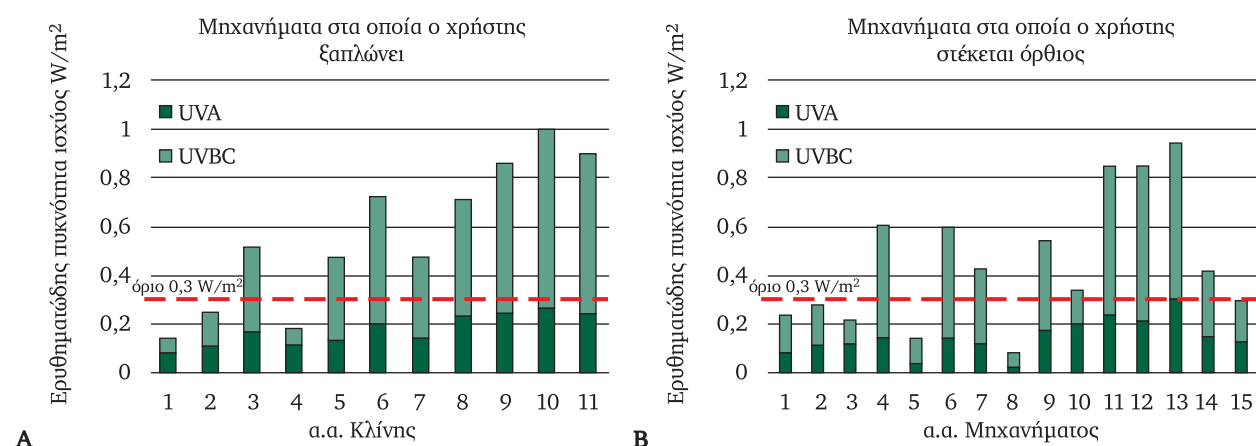 Μηχανήματα στα οποία ο χρήστης
ξαπλώνει
Ερυθηματώδης πυκνότητα ισχύος W/m²
1,2
1
0,8
0,6
0,4
0,2
0
UVA
UVBC
όριο 0,3 W/m²
1 2 3 4 5 6 7 8 9 10 11
α.α. Κλίνης
A
Μηχανήματα στα οποία ο χρήστης
στέκεται όρθιος
Ερυθηματώδης πυκνότητα ισχύος W/m²
1,2
1
0,8
0,6
0,4
0,2
0
UVA
UVBC
όριο 0,3 W/m²
1 2 3 4 5 6 7 8 9 10 11 12 13 14 15
α.α. Μηχανήματος
B